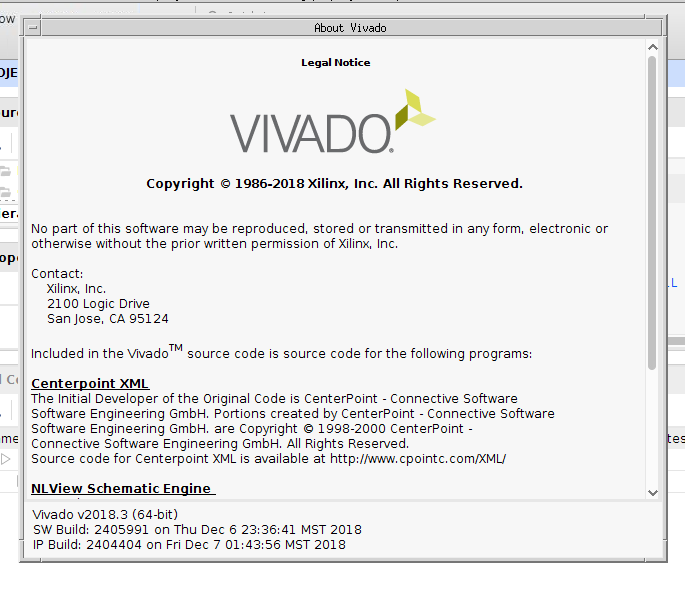 About Vivado
Legal Notice
VIVADO.
Copyright © 1986-2018 Xilinx, Inc. All Rights Reserved.
No part of this software may be reproduced, stored or transmitted in any form, electronic or
otherwise without the prior written permission of Xilinx, Inc.
Contact:
Xilinx, Inc.
2100 Logic Drive
San Jose, CA 95124
Included in the Vivado™ source code is source code for the following programs:
Centerpoint XML
The Initial Developer of the Original Code is CenterPoint - Connective Software
Software Engineering GmbH. Portions created by CenterPoint - Connective Software
Software Engineering GmbH. are Copyright © 1998-2000 CenterPoint -
Connective Software Engineering GmbH. All Rights Reserved.
Source code for Centerpoint XML is available at http://www.cpointc.com/XML/
NLView Schematic Engine
Vivado v2018.3 (64-bit)
SW Build: 2405991 on Thu Dec 6 23:36:41 MST 2018
IP Build: 2404404 on Fri Dec 7 01:43:56 MST 2018